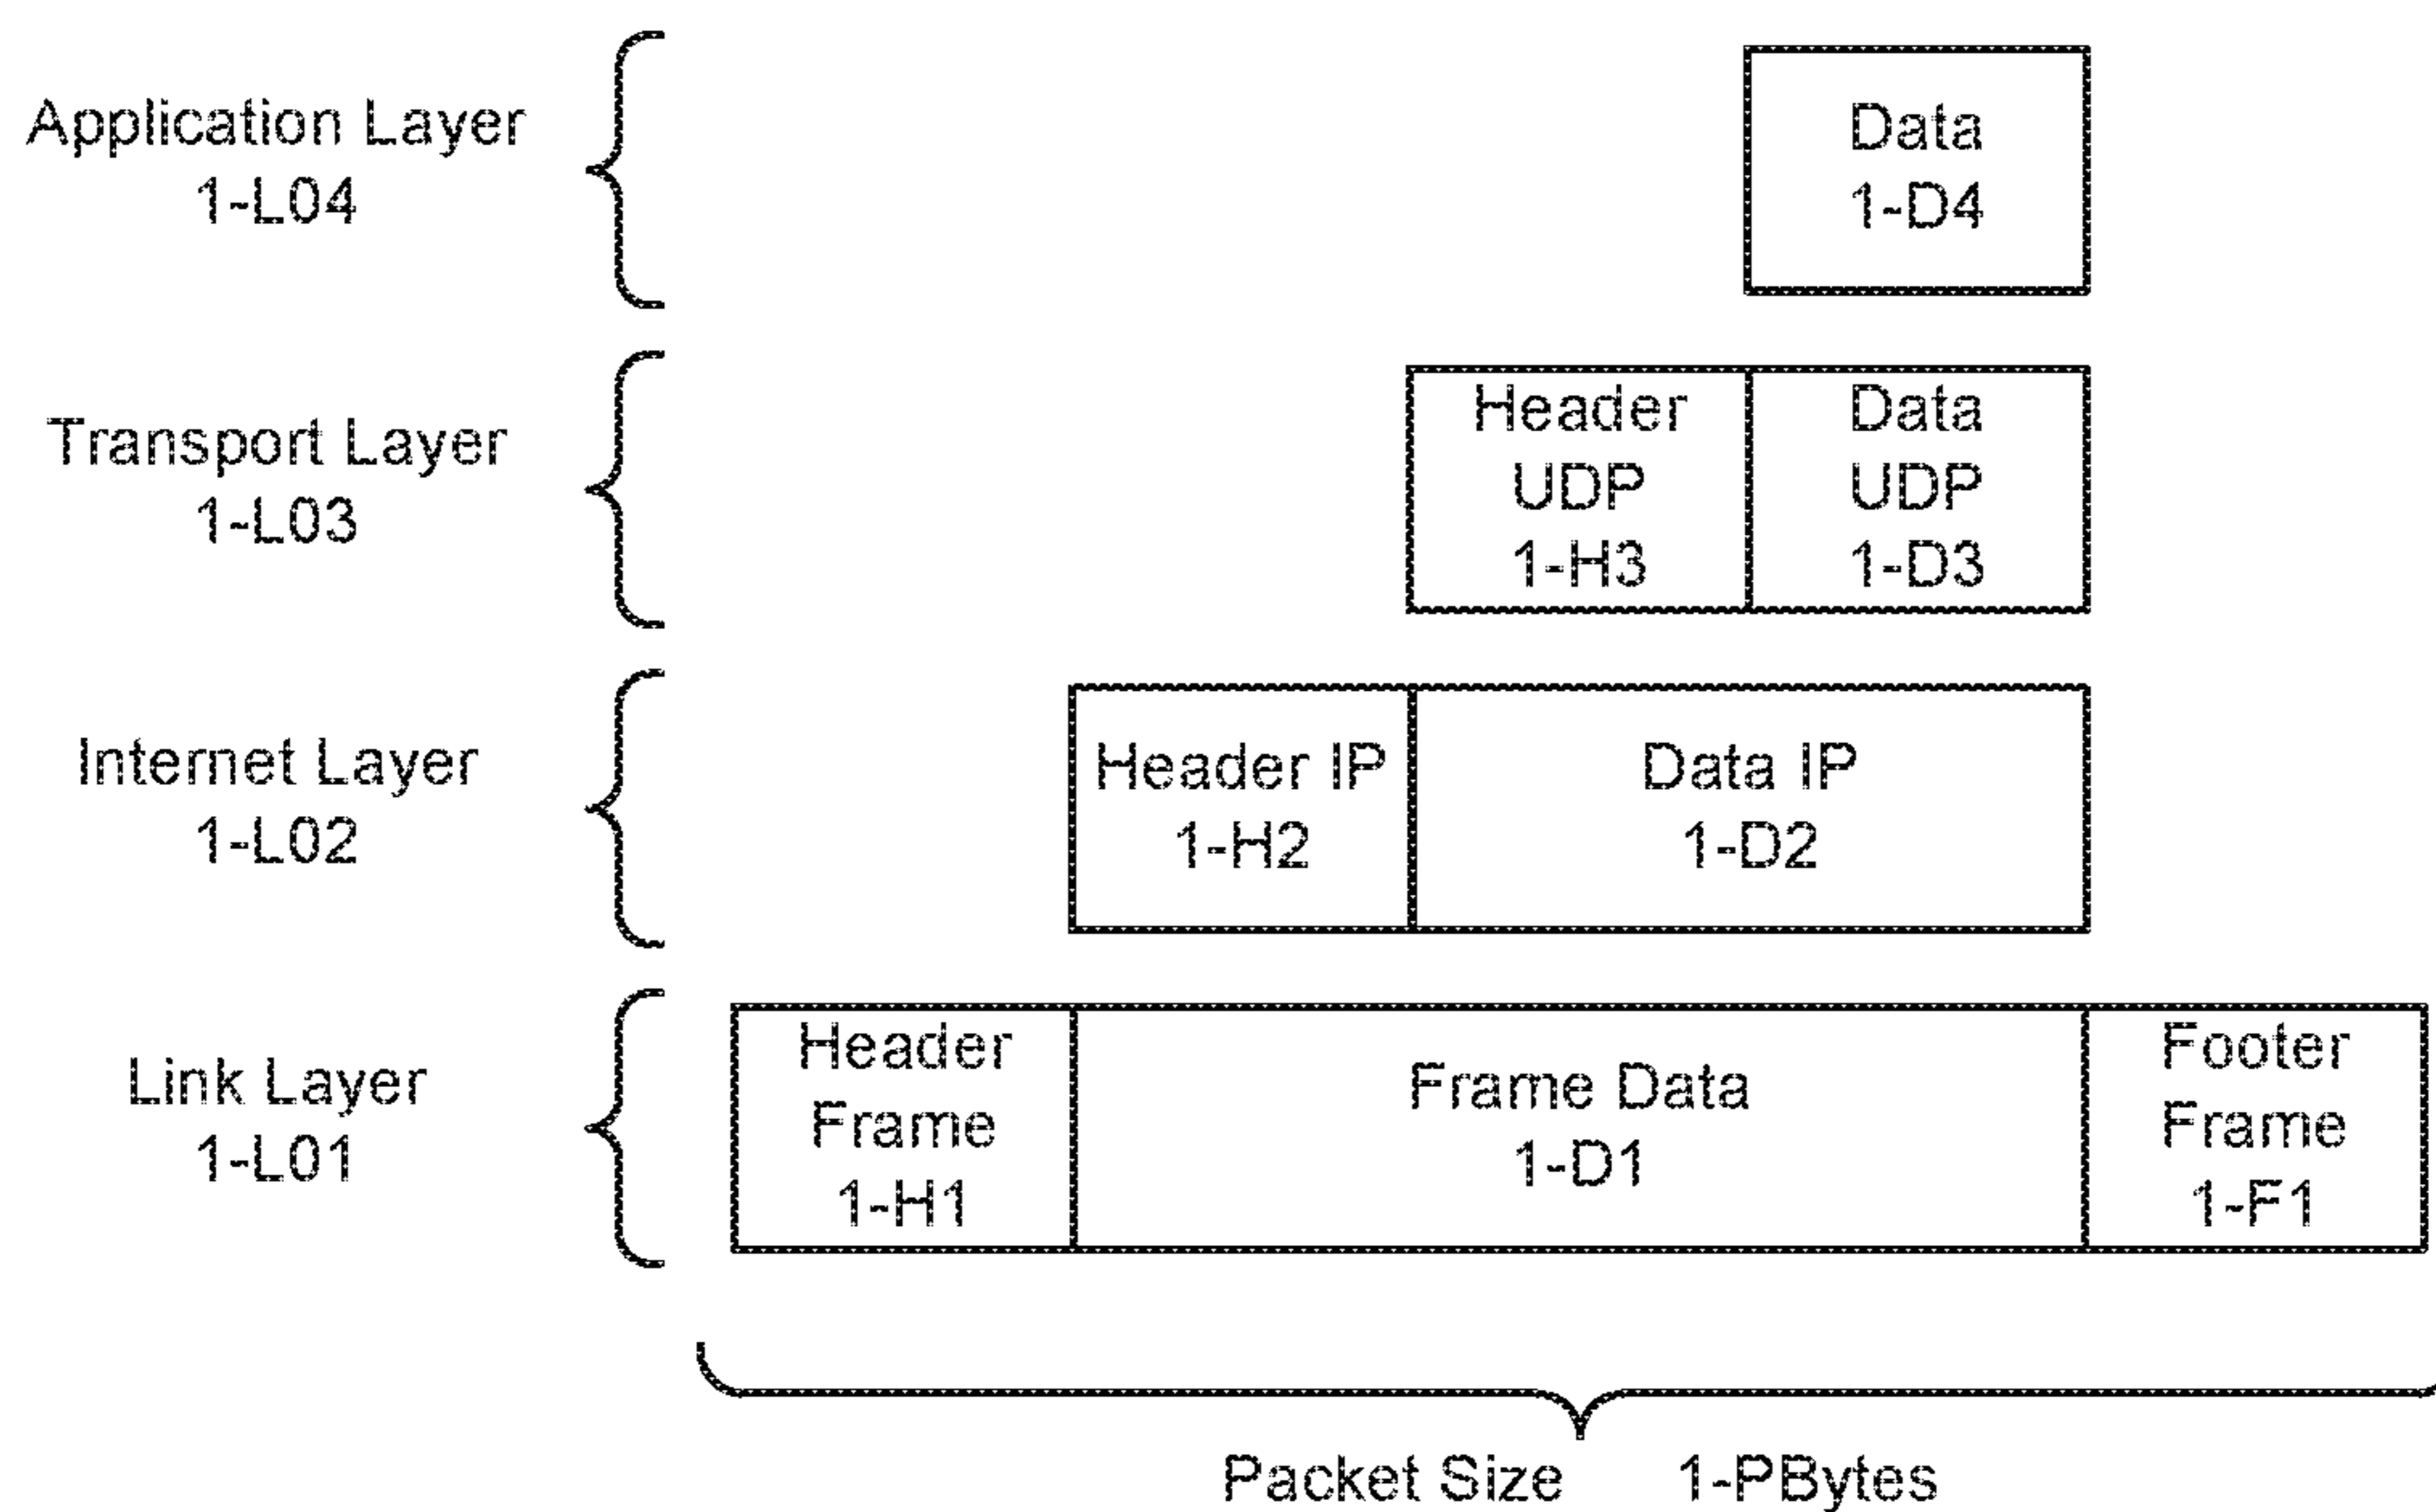 Application Layer
1-L04
Data
1-D4
Transport Layer
1-L03
Header
UDP
1-H3
Data
UDP
1-D3
Internet Layer
1-L02
Header IP
1-H2
Data IP
1-D2
Link Layer
1-L01
Header
Frame
1-H1
Frame Data
1-D1
Footer
Frame
1-F1
Packet Size 1-PBytes